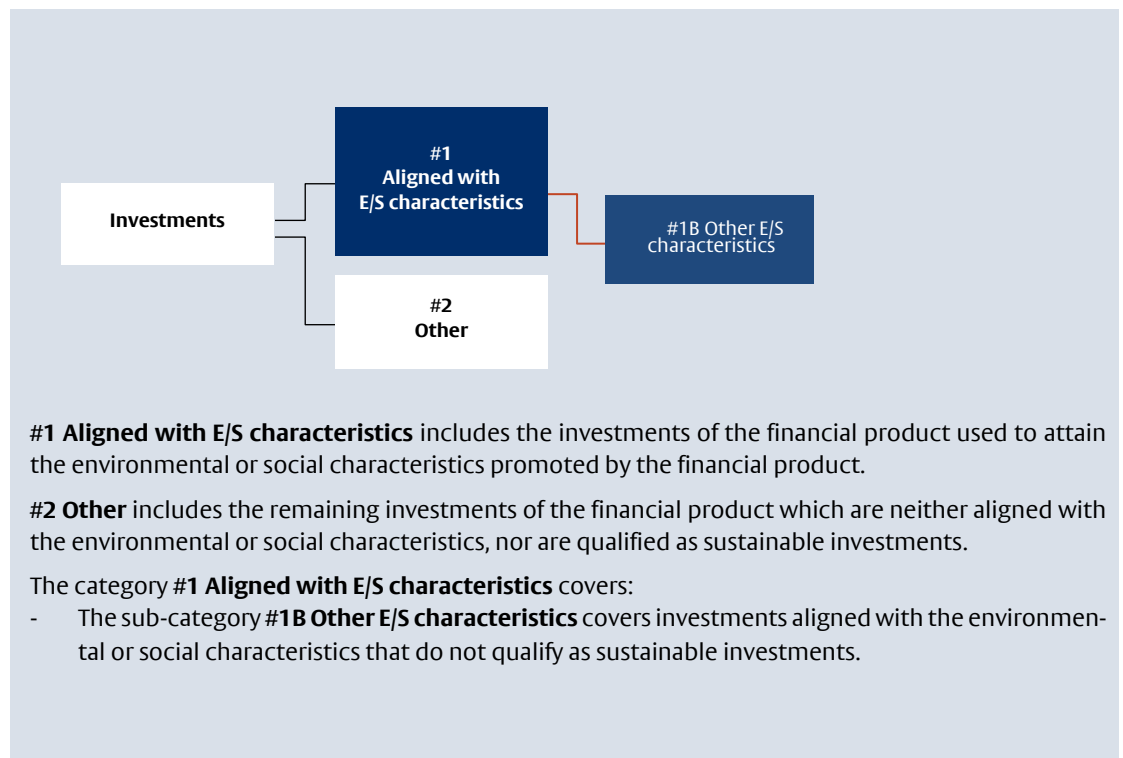 #1
Aligned with
E/S characteristics
Investments
#1B Other E/S
characteristics
#2
Other
#1 Aligned with E/S characteristics includes the investments of the financial product used to attain
the environmental or social characteristics promoted by the financial product.
#2 Other includes the remaining investments of the financial product which are neither aligned with
the environmental or social characteristics, nor are qualified as sustainable investments.
The category #1 Aligned with E/S characteristics covers:
- The sub-category #1B Other E/S characteristics covers investments aligned with the environmen-
tal or social characteristics that do not qualify as sustainable investments.